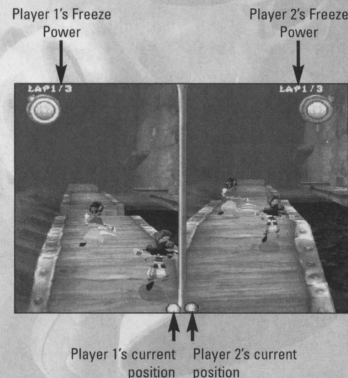 Player 1's Freeze
Power
Player 2's Freeze
Power
LAP1/3
LAP1/3
Player 1's current
position
Player 2's current
position